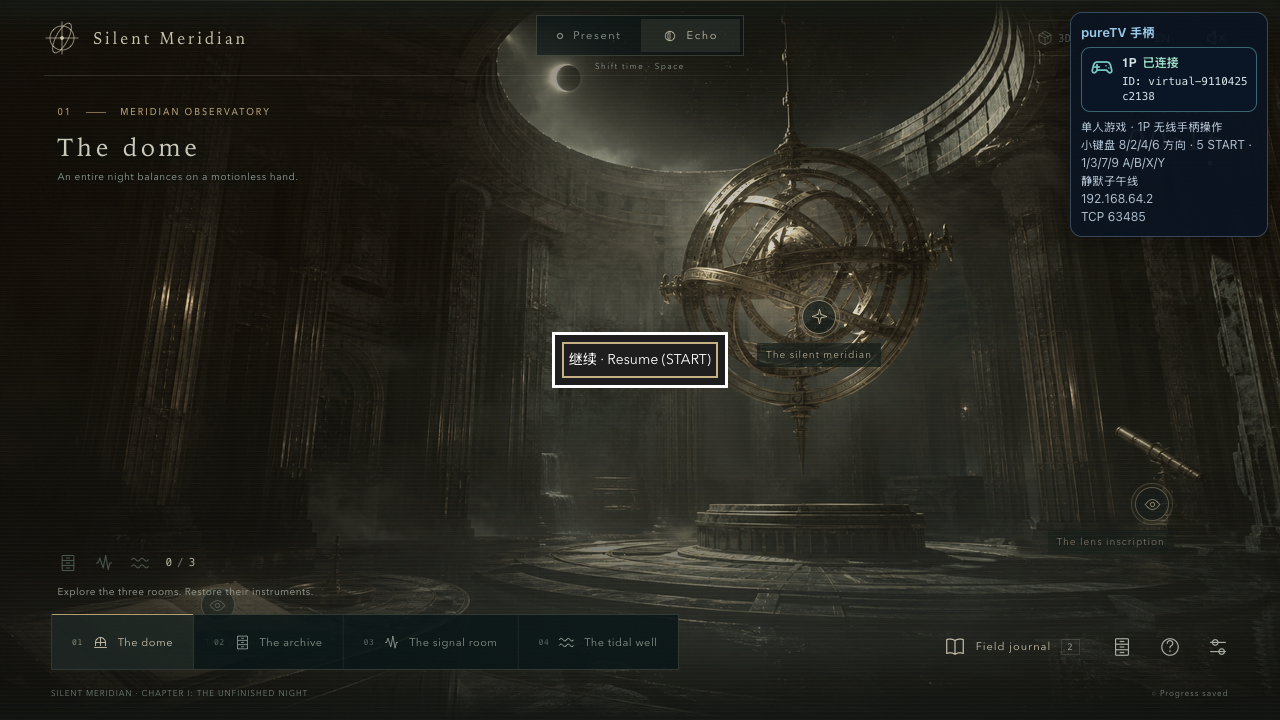 Silent Meridian
Present
Echo
Shift time · Space
3D
pureTV 手柄
1P 已连接
ID: virtual-9110425
c2138
单人游戏 · 1P 无线手柄操作
小键盘 8/2/4/6 方向 · 5 START ·
1/3/7/9 A/B/X/Y
静默子午线
192.168.64.2
TCP 63485
01 MERIDIAN OBSERVATORY
The dome
An entire night balances on a motionless hand.
继续 · Resume (START)
The silent meridian
The lens inscription
0 / 3
Explore the three rooms. Restore their instruments.
01 The dome
02 The archive
03 The signal room
04 The tidal well
Field journal 2
SILENT MERIDIAN · CHAPTER I: THE UNFINISHED NIGHT
Progress saved